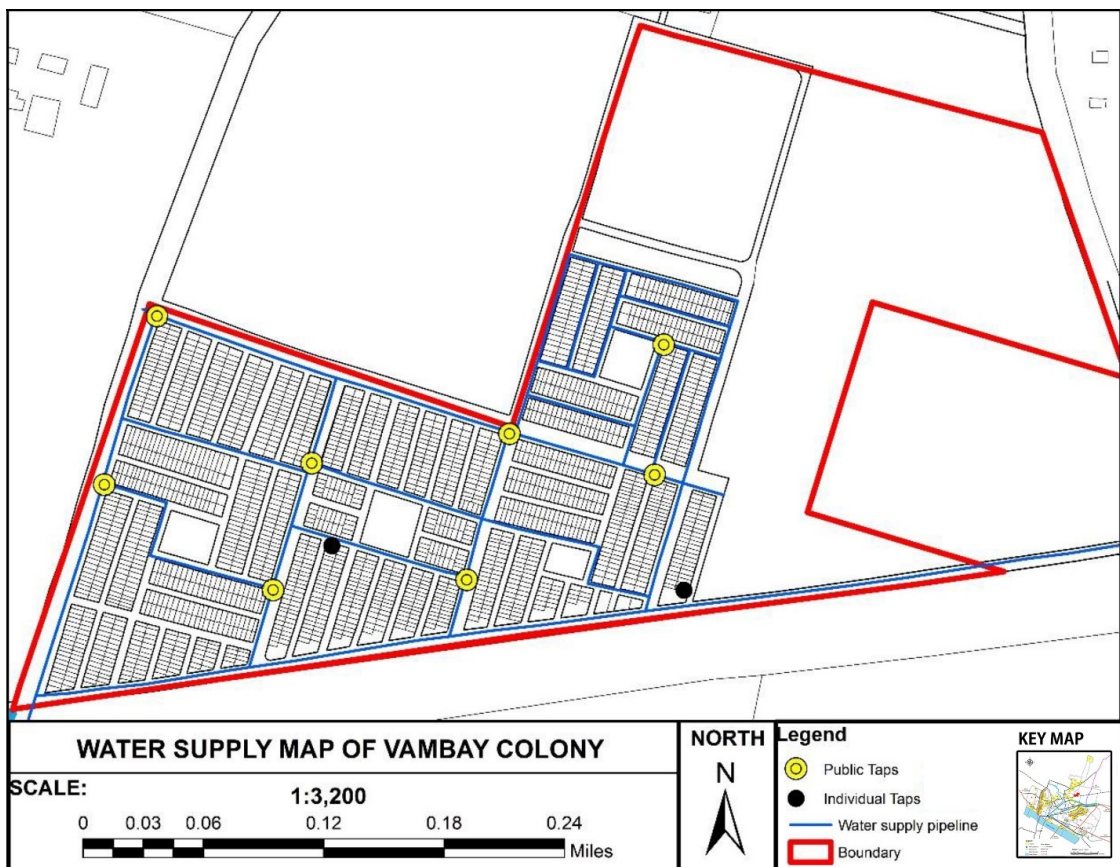 WATER SUPPLY MAP OF VAMBAY COLONY
SCALE:
1:3,200
0 0.03 0.06 0.12 0.18 0.24
Miles
NORTH
N
Legend
Public Taps
Individual Taps
Water supply pipeline
Boundary
KEY MAP